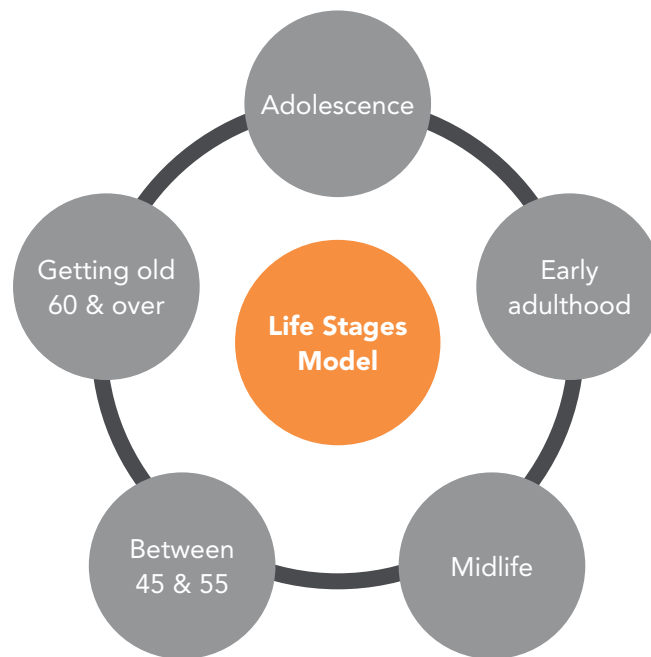 Adolescence
Early
adulthood
Midlife
Between
45 & 55
Getting old
60 & over
Life Stages
Model